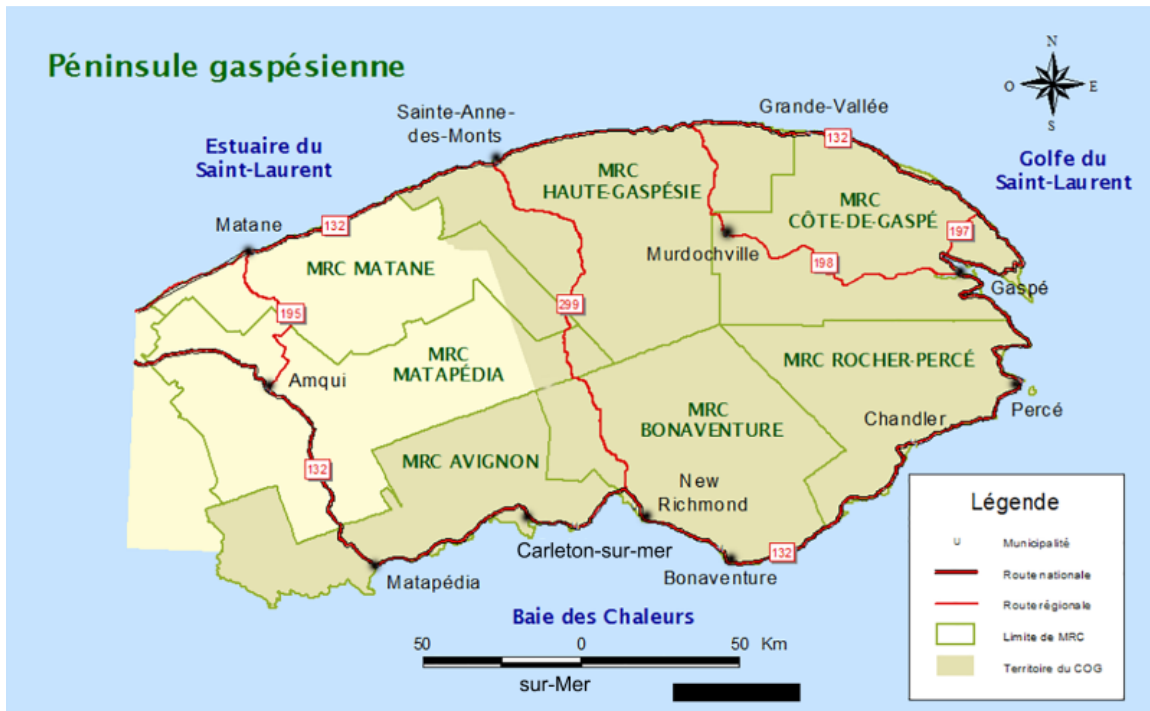 Péninsule gaspésienne
N
O
E
S
Sainte-Anne-
des-Monts
Grande-Vallée
132
Estuaire du
Saint-Laurent
Golfe du
Saint-Laurent
MRC
HAUTE-GASPÉSIE
MRC
CÔTE-DE-GASPÉ
Matane
132
197
Murdochville
198
MRC MATANE
Gaspé
195
299
MRC
MATAPÉDIA
MRC ROCHER-PERCÉ
Amqui
Percé
MRC
BONAVENTURE
Chandler
MRC AVIGNON
132
New
Richmond
Carleton-sur-mer
Matapédia
Bonaventure
132
Baie des Chaleurs
50
0
50 Km
sur-Mer
Légende
U Municipalité
Route nationale
Route régionale
Limite de MRC
Territoire du COG